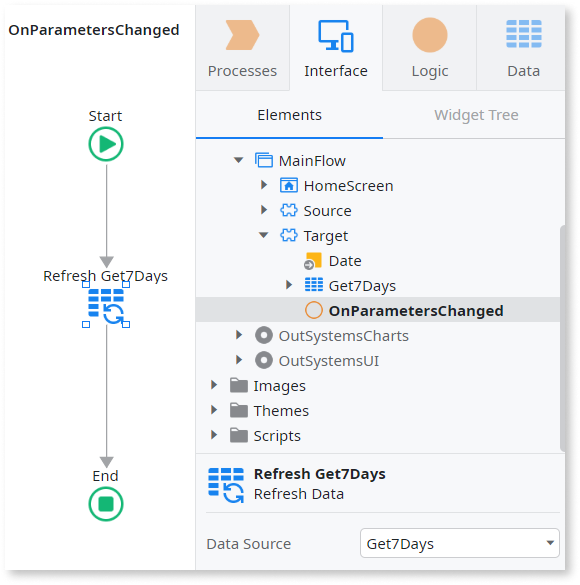 OnParametersChanged
Start
Refresh Get7Days
End
Processes
Interface
Logic
Data
Elements
Widget Tree
MainFlow
HomeScreen
Source
Target
Date
Get7Days
OnParametersChanged
OutSystemsCharts
OutSystemsUI
Images
Themes
Scripts
Refresh Get7Days
Refresh Data
Data Source
Get7Days